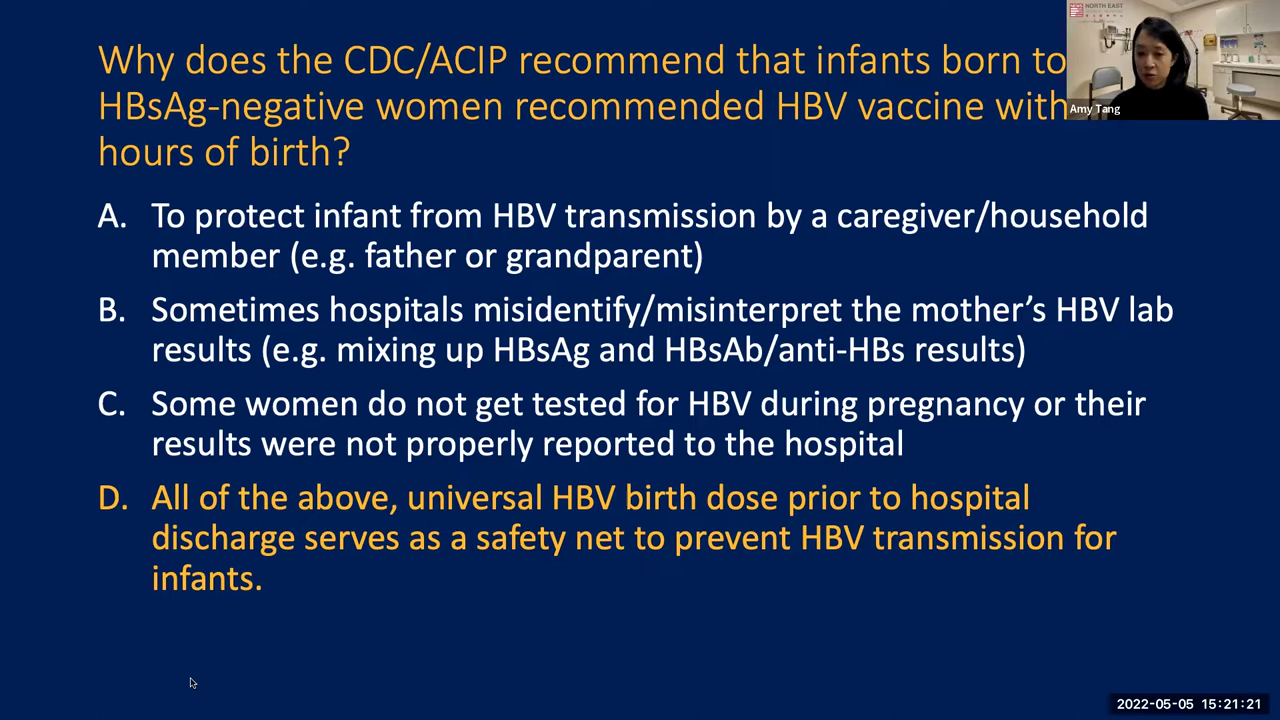 Why does the CDC/ACIP recommend that infants born to
HBsAg-negative women recommended HBV vaccine with
hours of birth?
A. To protect infant from HBV transmission by a caregiver/household
member (e.g. father or grandparent)
B. Sometimes hospitals misidentify/misinterpret the mother’s HBV lab
results (e.g. mixing up HBsAg and HBsAb/anti-HBs results)
C. Some women do not get tested for HBV during pregnancy or their
results were not properly reported to the hospital
D. All of the above, universal HBV birth dose prior to hospital
discharge serves as a safety net to prevent HBV transmission for
infants.
NORTH EAST
Amy Tang
2022-05-05 15:21:21